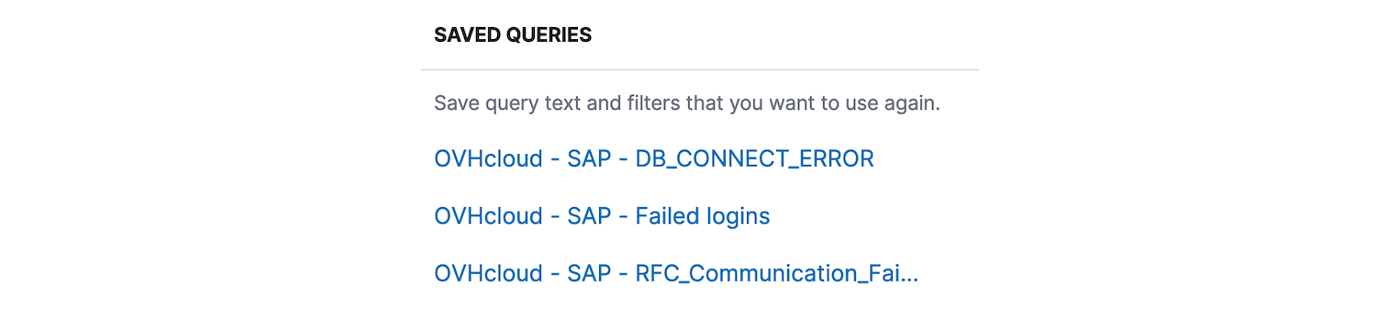 SAVED QUERIES
Save query text and filters that you want to use again.
OVHcloud - SAP - DB_CONNECT_ERROR
OVHcloud - SAP - Failed logins
OVHcloud - SAP - RFC_Communication_Fai...